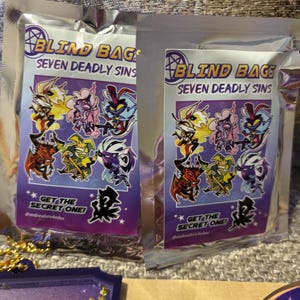 BLIND BAGS
SEVEN DEADLY SINS
GET THE
SECRET ONE!
BLIND BAGS
SEVEN DEADLY SINS
GET THE
SECRET ONE!